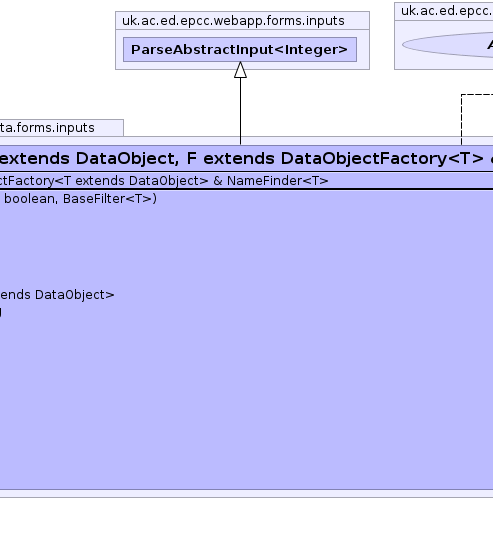 uk.ac.ed.epcc.webapp.forms.inputs
ParseAbstractInput<Integer>
uk.ac.ed.epcc.
ta.forms.inputs
extends DataObject, F extends DataObjectFactory<T>
ctFactory<T extends DataObject> & NameFinder<T>
boolean, BaseFilter<T>)
ends DataObject>